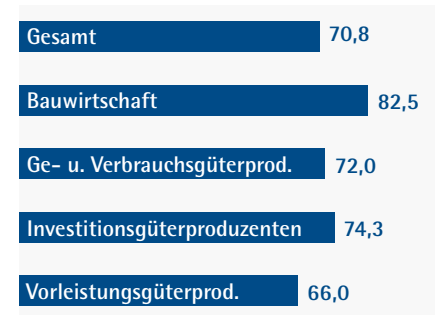 Gesamt 70,8
Bauwirtschaft 82,5
Ge- u. Verbrauchsgüterprod. 72,0
Investitionsgüterproduzenten 74,3
Vorleistungsgüterprod. 66,0